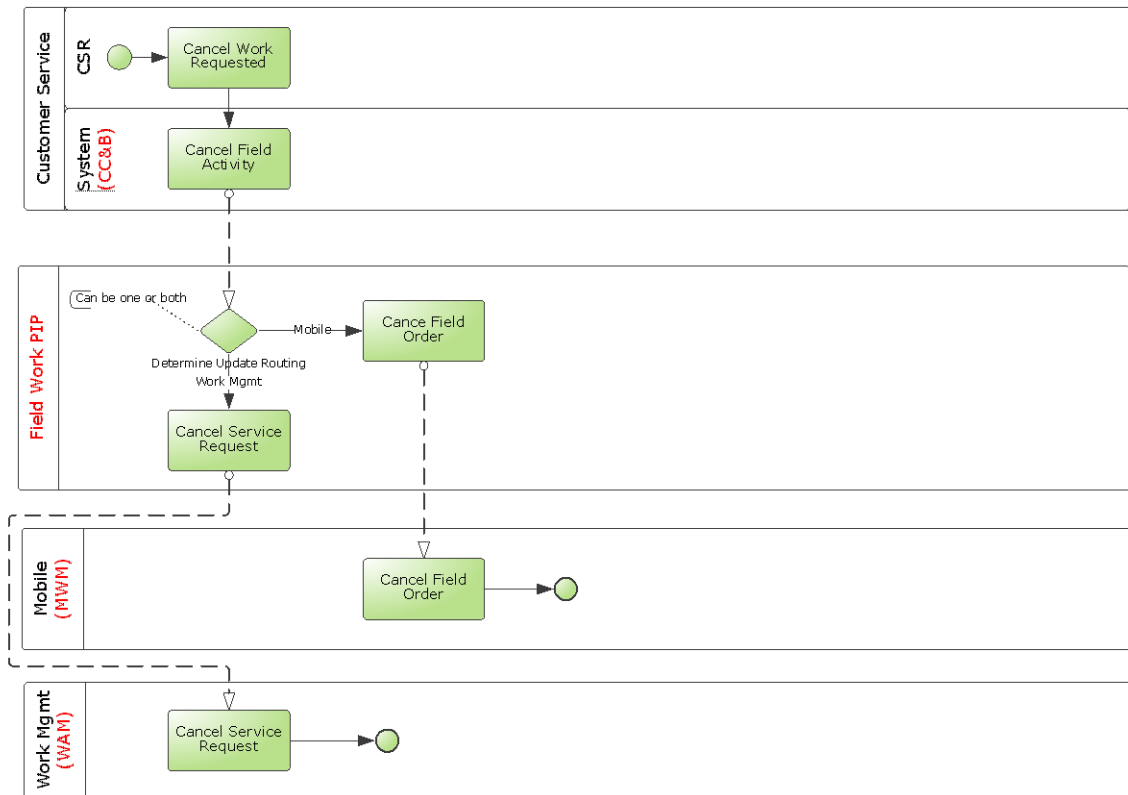 Customer Service
CSR
Cancel Work
Requested
System
(CC&B)
Cancel Field
Activity
Field Work PIP
Can be one or both
Mobile
Cance Field
Order
Determine Update Routing
Work Mgmt
Cancel Service
Request
Mobile
(MWM)
Cancel Field
Order
Work Mgmt
(WAM)
Cancel Service
Request